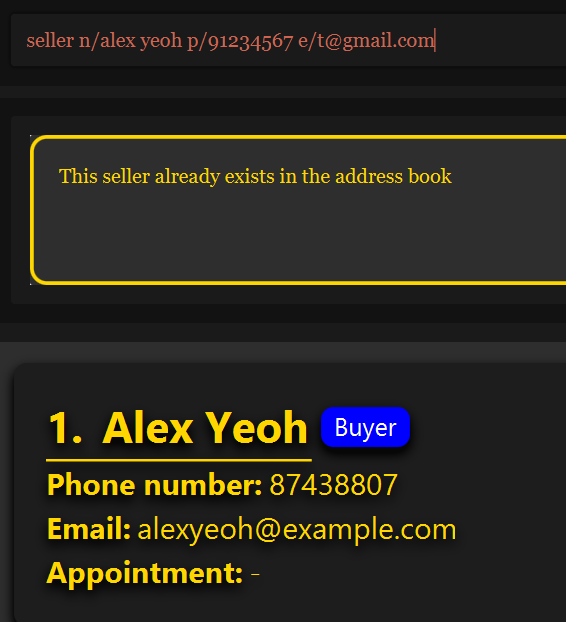 seller n/alex yeoh p/91234567 e/t@gmail.com
This seller already exists in the address book
1. Alex Yeoh Buyer
Phone number: 87438807
Email: alexyeoh@example.com
Appointment: -